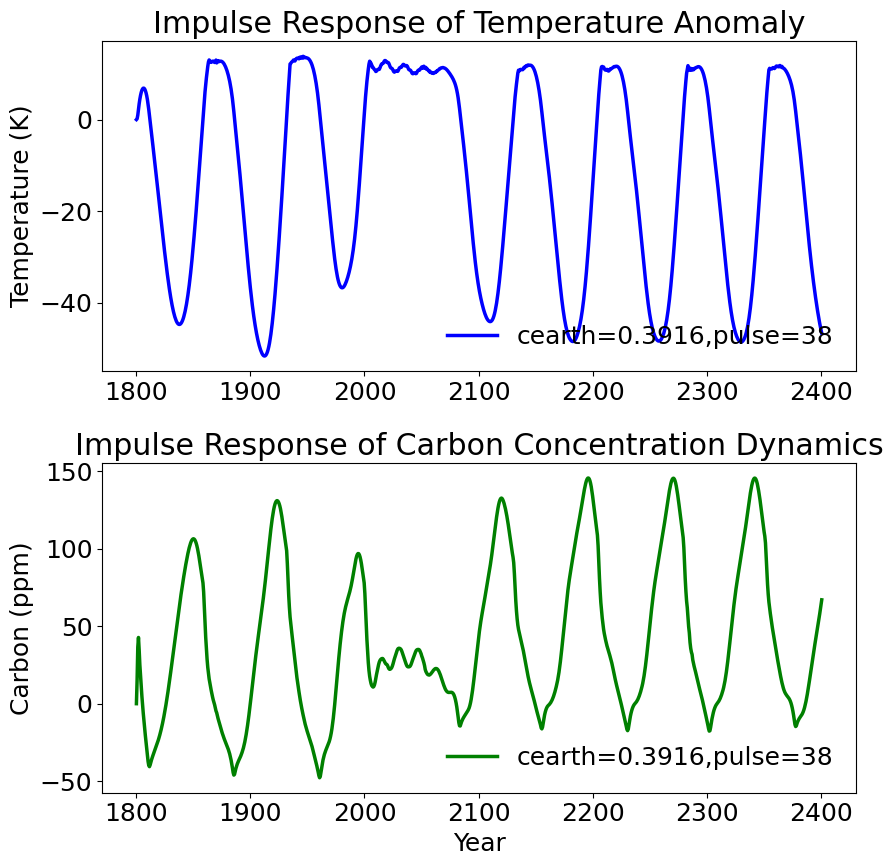 Impulse Response of Temperature Anomaly
Temperature (K)
0
−20
−40
cearth=0.3916,pulse=38
1800 1900 2000 2100 2200 2300 2400
Impulse Response of Carbon Concentration Dynamics
Carbon (ppm)
150
100
50
0
−50
cearth=0.3916,pulse=38
1800 1900 2000 2100 2200 2300 2400
Year